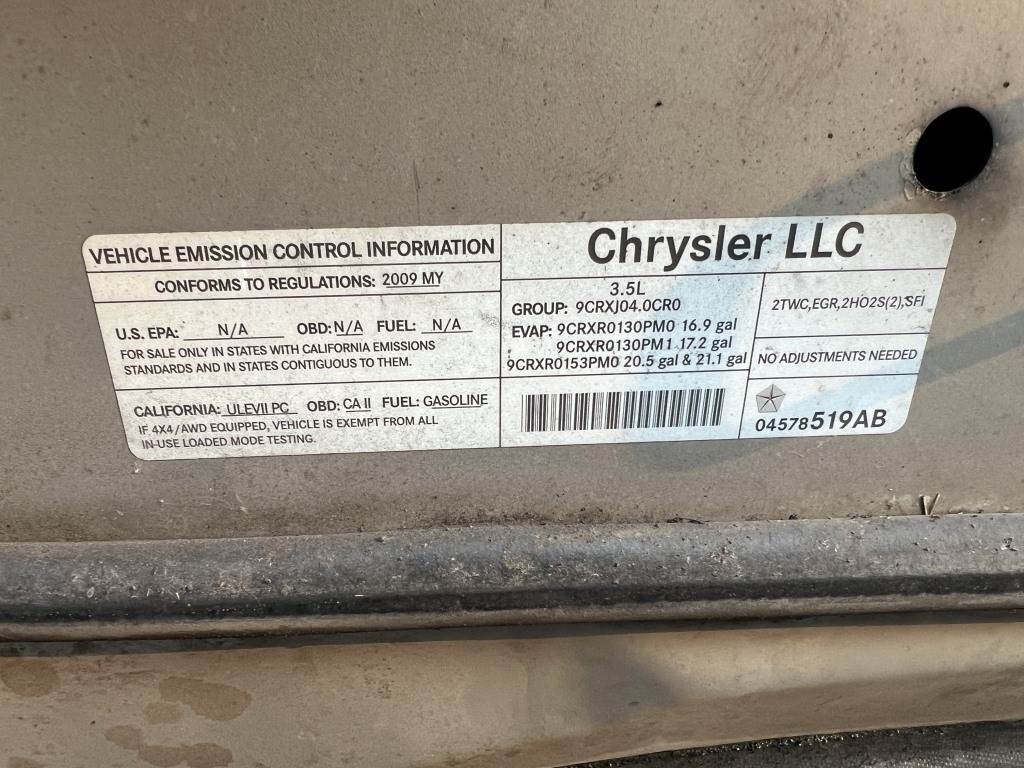 VEHICLE EMISSION CONTROL INFORMATION
CONFORMS TO REGULATIONS: 2009 MY
U.S. EPA: N/A OBD: N/A FUEL: N/A
FOR SALE ONLY IN STATES WITH CALIFORNIA EMISSIONS
STANDARDS AND IN STATES CONTIGUOUS TO THEM.
CALIFORNIA: ULEVII PC OBD: CA II FUEL: GASOLINE
IF 4X4/AWD EQUIPPED, VEHICLE IS EXEMPT FROM ALL
IN-USE LOADED MODE TESTING.
Chrysler LLC
3.5L
GROUP: 9CRXJ04.0CR0
EVAP: 9CRXR0130PM0 16.9 gal
9CRXR0130PM1 17.2 gal
9CRXR0153PM0 20.5 gal & 21.1 gal
2TWC,EGR,2HO2S(2),SFI
NO ADJUSTMENTS NEEDED
04578519AB